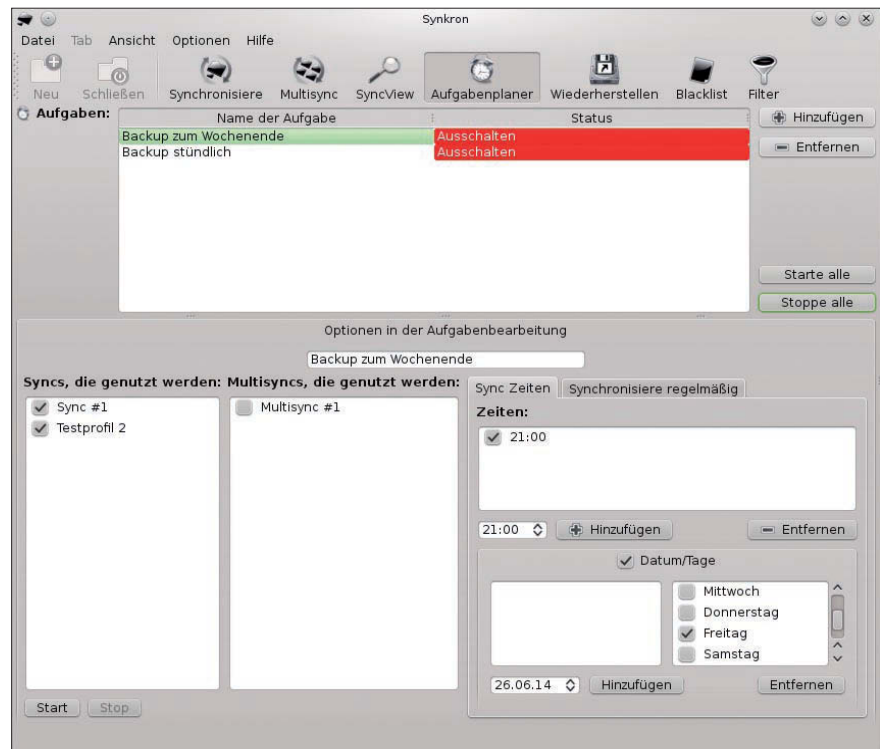 Synkron
Datei Tab Ansicht Optionen Hilfe
Neu Schließen Synchronisiere Multisync SyncView Aufgabenplaner Wiederherstellen Blacklist Filter
Aufgaben:
Name der Aufgabe Status
Hinzufügen
Backup zum Wochenende Ausschalten
Backup stündlich Ausschalten
Entfernen
Starte alle
Stoppe alle
Optionen in der Aufgabenbearbeitung
Backup zum Wochenende
Syncs, die genutzt werden: Multisyncs, die genutzt werden:
Sync #1
Testprofil 2
Multisync #1
Sync Zeiten Synchronisiere regelmäßig
Zeiten:
21:00
21:00 Hinzufügen Entfernen
Datum/Tage
Mittwoch
Donnerstag
Freitag
Samstag
26.06.14 Hinzufügen Entfernen
Start Stop